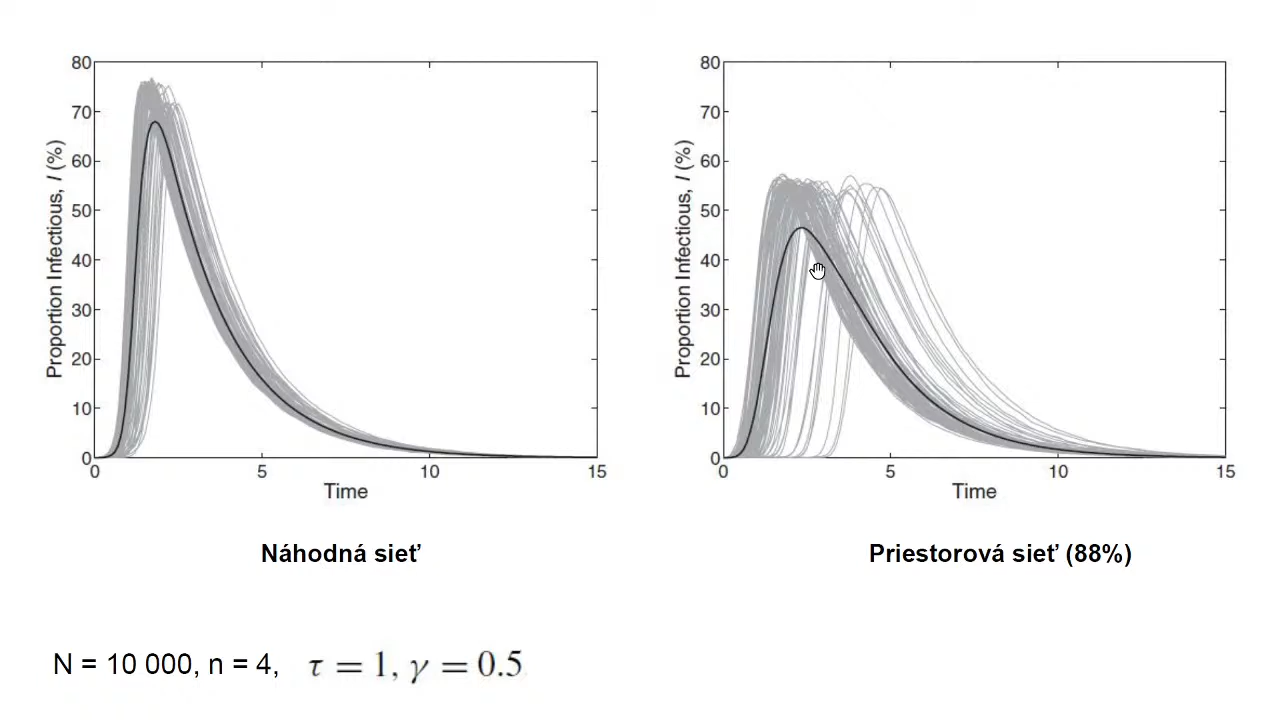 80
70
60
50
40
30
20
10
0
Proportion Infectious, I (%)
0 5 10 15
Time
Náhodná sieť
80
70
60
50
40
30
20
10
0
Proportion Infectious, I (%)
0 5 10 15
Time
Priestorová sieť (88%)
N = 10 000, n = 4, τ = 1, γ = 0.5